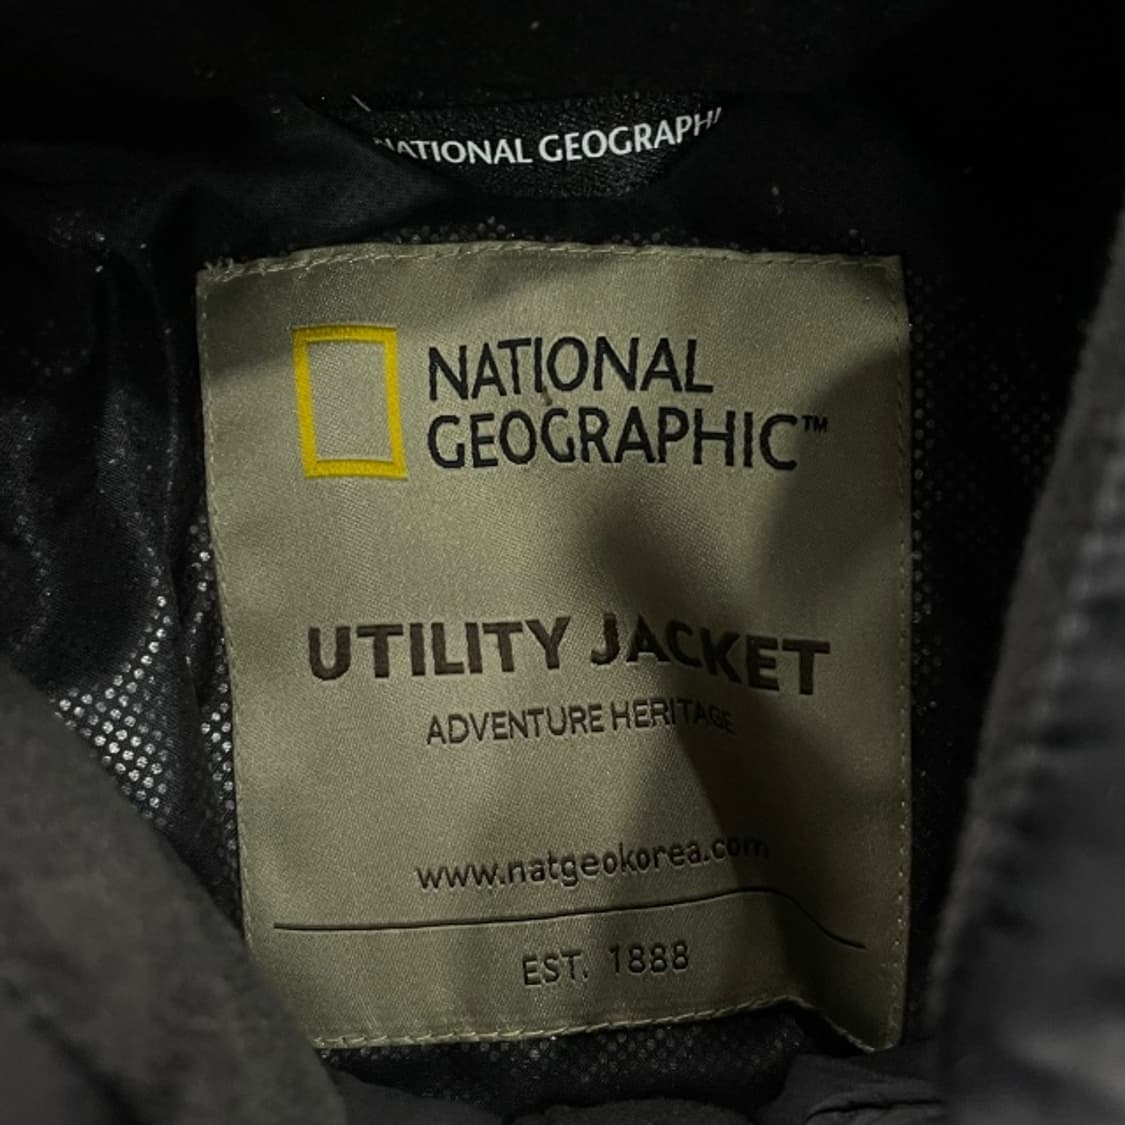 NATIONAL GEOGRAPHI
NATIONAL
GEOGRAPHIC™
UTILITY JACKET
ADVENTURE HERITAGE
www.natgeokorea.com
EST. 1888